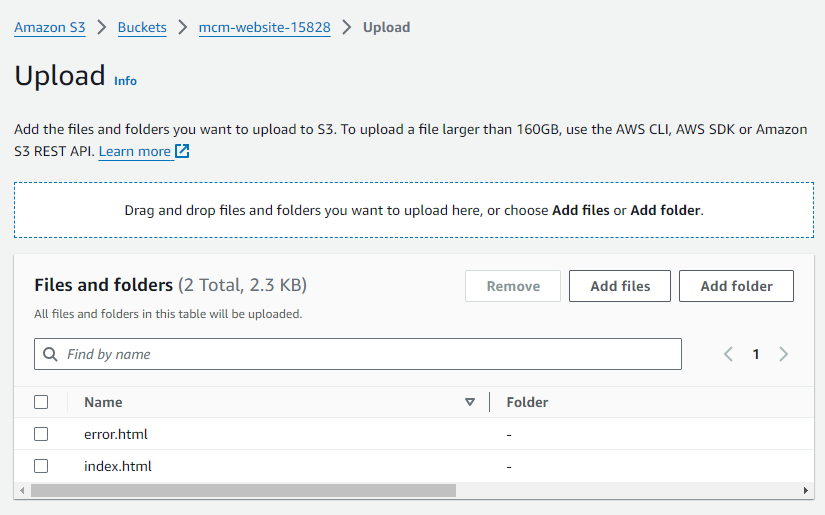 Amazon S3 > Buckets > mcm-website-15828 > Upload
Upload Info
Add the files and folders you want to upload to S3. To upload a file larger than 160GB, use the AWS CLI, AWS SDK or Amazon
S3 REST API. Learn more
Drag and drop files and folders you want to upload here, or choose Add files or Add folder.
Files and folders (2 Total, 2.3 KB)
Remove Add files Add folder
All files and folders in this table will be uploaded.
Find by name
1
Name Folder
error.html -
index.html -